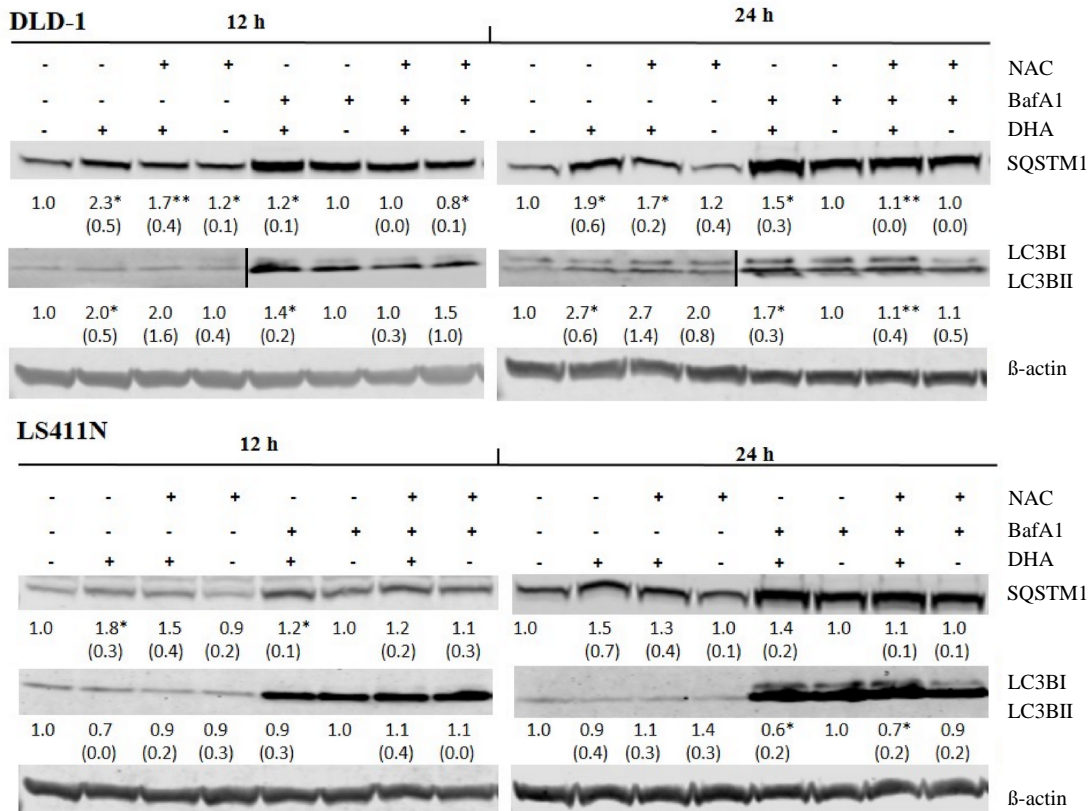 DLD-1 12 h 24 h
- - + + - - + + - - + + - - + + NAC
- - - - + + + + - - - - + + + + BafA1
- + + - + - + - - + + - + - + - DHA
SQSTM1
1.0 2.3* 1.7** 1.2* 1.2* 1.0 1.0 0.8* 1.0 1.9* 1.7* 1.2 1.5* 1.0 1.1** 1.0
(0.5) (0.4) (0.1) (0.1) (0.0) (0.1) (0.6) (0.2) (0.4) (0.3) (0.0) (0.0)
LC3BI
LC3BII
1.0 2.0* 2.0 1.0 1.4* 1.0 1.0 1.5 1.0 2.7* 2.7 2.0 1.7* 1.0 1.1** 1.1
(0.5) (1.6) (0.4) (0.2) (0.3) (1.0) (0.6) (1.4) (0.8) (0.3) (0.4) (0.5)
ß-actin
LS411N 12 h 24 h
- - + + - - + + - - + + - - + + NAC
- - - - + + + + - - - - + + + + BafA1
- + + - + - + - - + + - + - + - DHA
SQSTM1
1.0 1.8* 1.5 0.9 1.2* 1.0 1.2 1.1 1.0 1.5 1.3 1.0 1.4 1.0 1.1 1.0
(0.3) (0.4) (0.2) (0.1) (0.2) (0.3) (0.7) (0.4) (0.1) (0.2) (0.1) (0.1)
LC3BI
LC3BII
1.0 0.7 0.9 0.9 0.9 1.0 1.1 1.1 1.0 0.9 1.1 1.4 0.6* 1.0 0.7* 0.9
(0.0) (0.2) (0.3) (0.3) (0.4) (0.0) (0.4) (0.3) (0.3) (0.2) (0.2) (0.2)
ß-actin